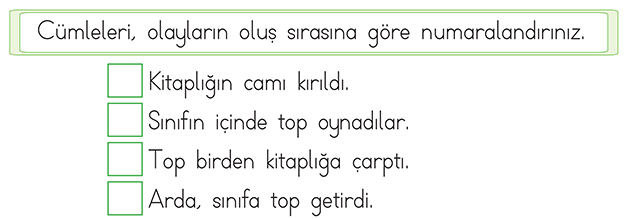 Cümleleri, olayların oluş sırasına göre numaralandırınız.
Kitaplığın camı kırıldı.
Sınıfın içinde top oynadılar.
Top birden kitaplığa çarptı.
Arda, sınıfa top getirdi.